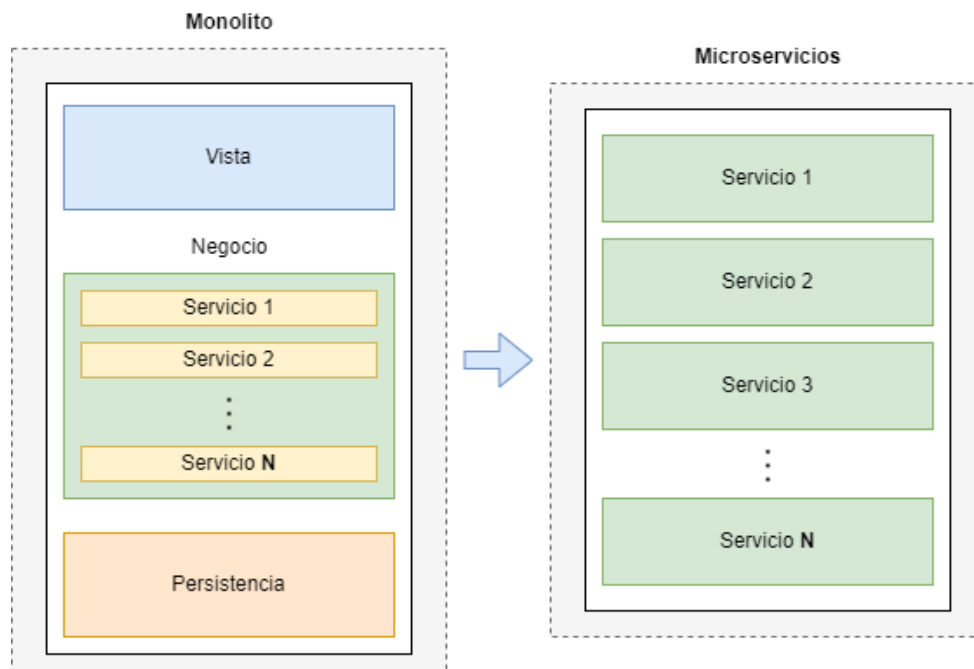 Monolito
Vista
Negocio
Servicio 1
Servicio 2
Servicio N
Persistencia
Microservicios
Servicio 1
Servicio 2
Servicio 3
Servicio N